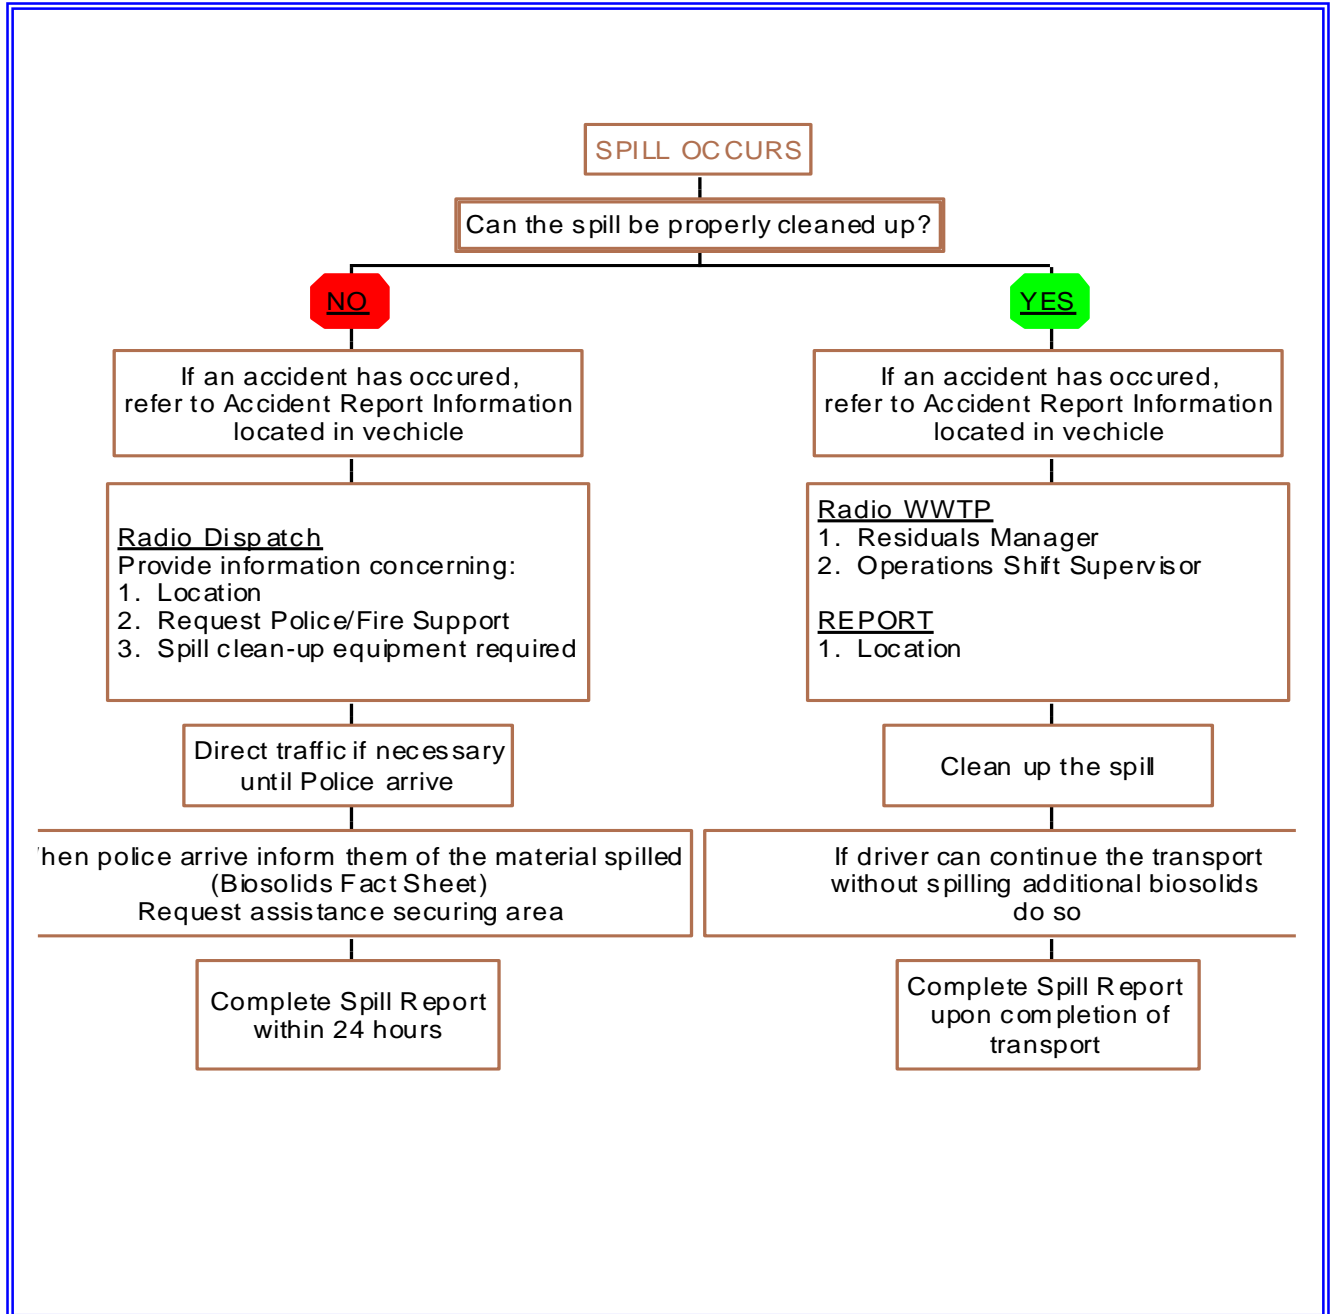 SPILL OCCURS
Can the spill be properly cleaned up?
NO
If an accident has occured,
refer to Accident Report Information
located in vechicle
Radio Dispatch
Provide information concerning:
1. Location
2. Request Police/Fire Support
3. Spill clean-up equipment required
Direct traffic if necessary
until Police arrive
hen police arrive inform them of the material spilled
(Biosolids Fact Sheet)
Request assistance securing area
Complete Spill Report
within 24 hours
YES
If an accident has occured,
refer to Accident Report Information
located in vechicle
Radio WWTP
1. Residuals Manager
2. Operations Shift Supervisor
REPORT
1. Location
Clean up the spill
If driver can continue the transport
without spilling additional biosolids
do so
Complete Spill Report
upon completion of
transport